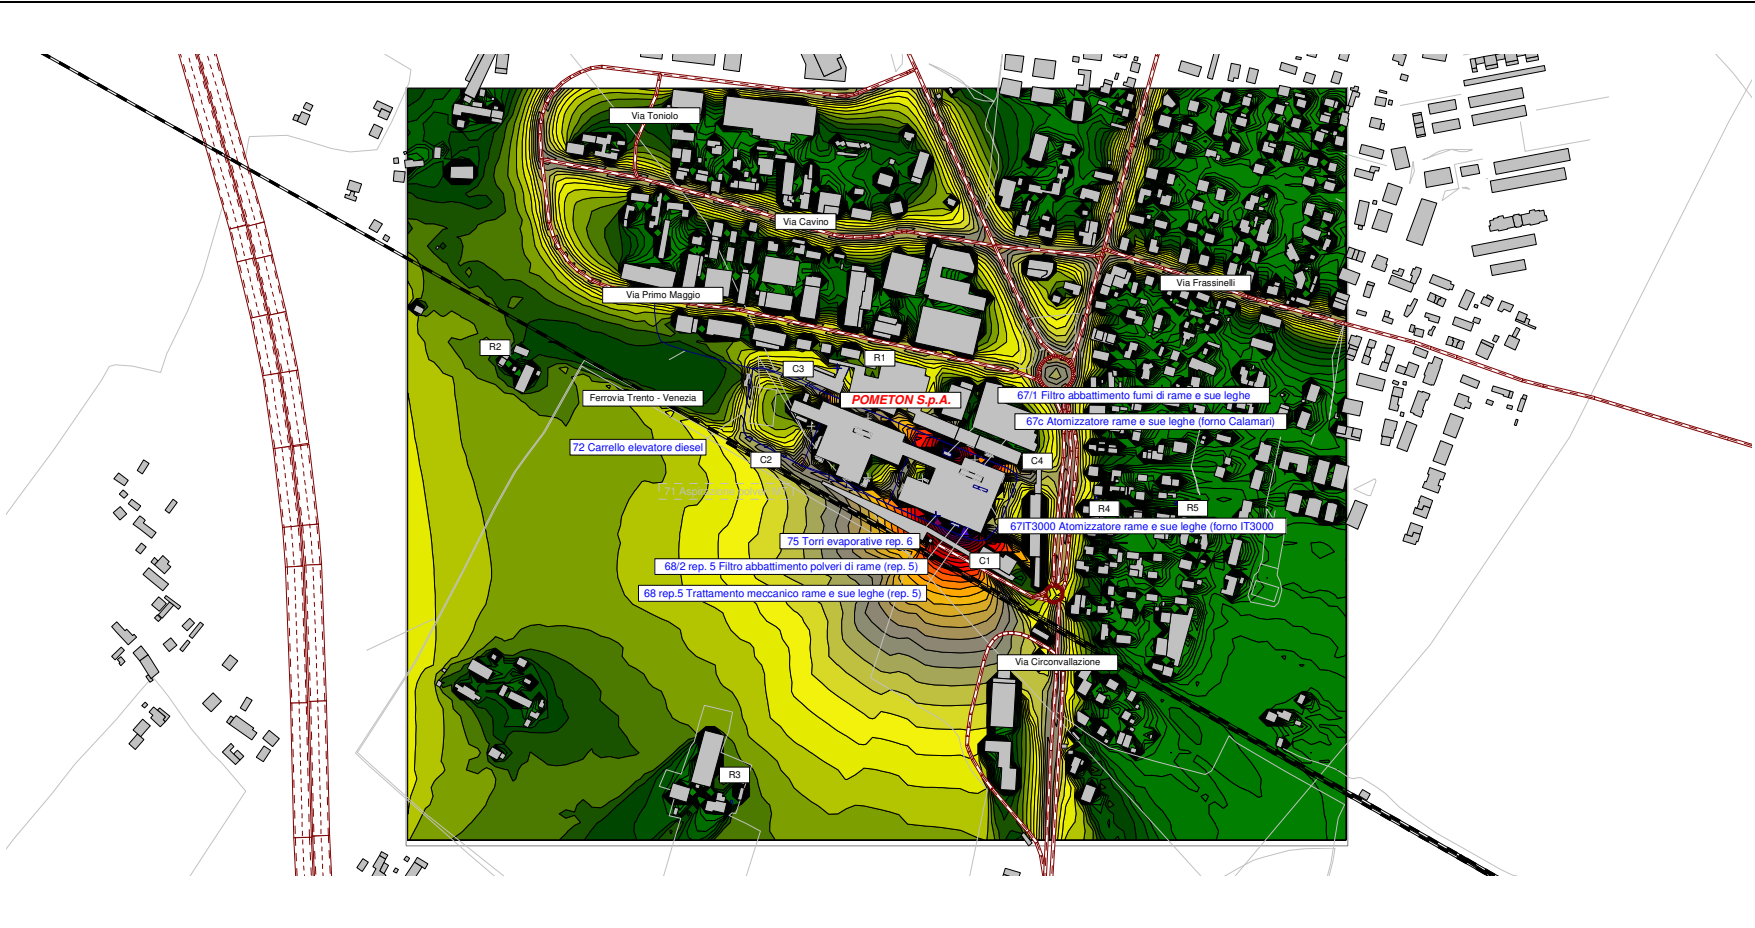 Via Toniolo
Via Cavino
Via Frassinelli
Via Primo Maggio
R2
R1
C3
Ferrovia Trento - Venezia
POMETON S.p.A.
67/1 Filtro abbattimento fumi di rame e sue leghe
67c Atomizzatore rame e sue leghe (forno Calamari)
72 Carrello elevatore diesel
C2
C4
71 Aspirazione polveri
R4
R5
67IT3000 Atomizzatore rame e sue leghe (forno IT3000
75 Torri evaporative rep. 6
C1
68/2 rep. 5 Filtro abbattimento polveri di rame (rep. 5)
68 rep.5 Trattamento meccanico rame e sue leghe (rep. 5)
Via Circonvallazione
R3